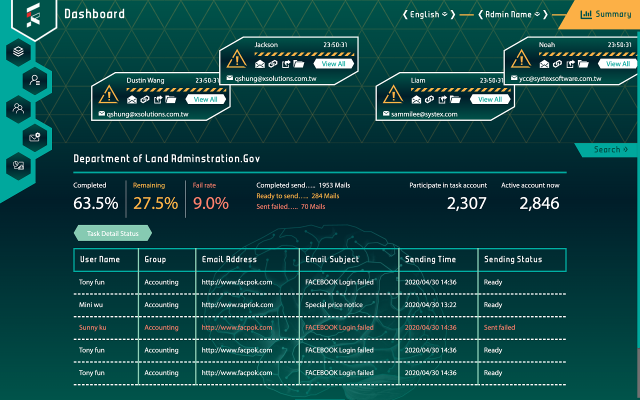 Dashboard
English
Admin Name
Summary
Jackson 23:50:31
View All
qshung@xsolutions.com.tw
Noah 23:50:31
View All
ycc@systexsoftware.com.tw
Dustin Wang 23:50:31
View All
qshung@xsolutions.com.tw
Liam 23:50:31
View All
sammilee@systex.com
Search
Department of Land Adminstration.Gov
Completed Remaining Fail rate Completed send..... 1953 Mails Participate in task account Active account now
63.5% 27.5% 9.0% Ready to send..... 284 Mails 2,307 2,846
Sent failed..... 70 Mails
Task Detail Status
User Name Group Email Address Email Subject Sending Time Sending Status
Tony fun Accounting http://www.facpok.com FACEBOOK Login failed 2020/04/30 14:36 Ready
Mini wu Accounting http://www.rapriok.com Special price notice 2020/04/30 13:22 Ready
Sunny ku Accounting http://www.facpok.com FACEBOOK Login failed 2020/04/30 14:36 Sent failed
Tony fun Accounting http://www.facpok.com FACEBOOK Login failed 2020/04/30 14:36 Ready
Tony fun Accounting http://www.facpok.com FACEBOOK Login failed 2020/04/30 14:36 Ready